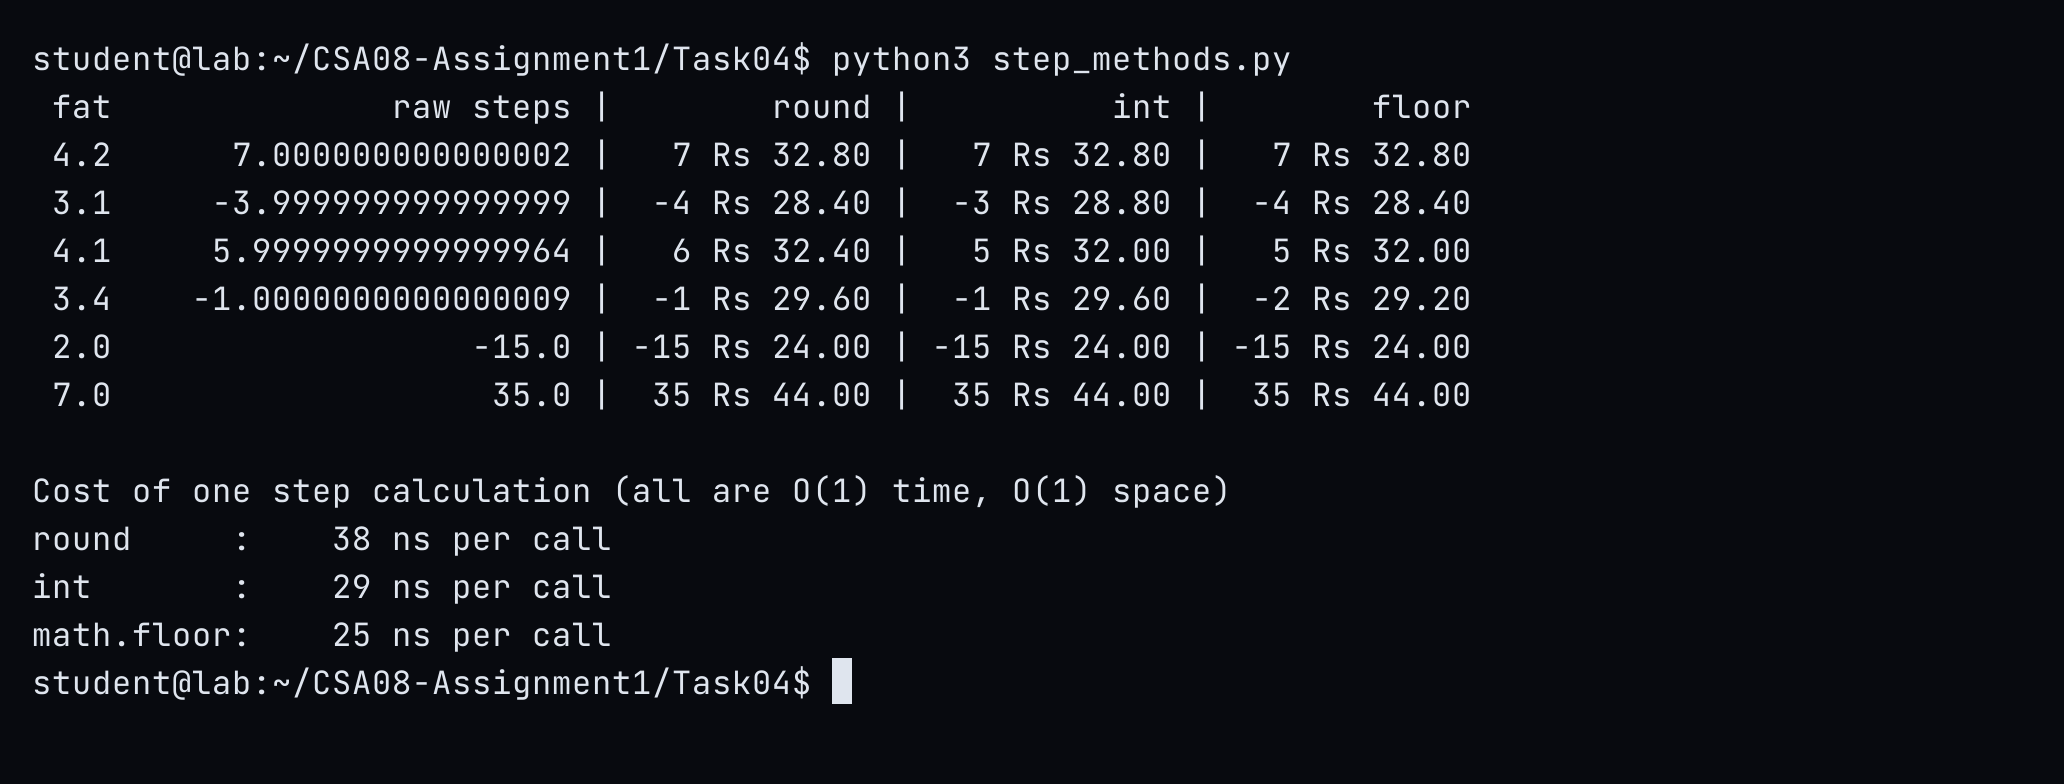 student@lab:~/CSA08-Assignment1/Task04$ python3 step_methods.py
 fat              raw steps |        round |          int |        floor
 4.2      7.000000000000002 |   7 Rs 32.80 |   7 Rs 32.80 |   7 Rs 32.80
 3.1     -3.999999999999999 |  -4 Rs 28.40 |  -3 Rs 28.80 |  -4 Rs 28.40
 4.1     5.9999999999999964 |   6 Rs 32.40 |   5 Rs 32.00 |   5 Rs 32.00
 3.4    -1.0000000000000009 |  -1 Rs 29.60 |  -1 Rs 29.60 |  -2 Rs 29.20
 2.0                  -15.0 | -15 Rs 24.00 | -15 Rs 24.00 | -15 Rs 24.00
 7.0                   35.0 |  35 Rs 44.00 |  35 Rs 44.00 |  35 Rs 44.00

Cost of one step calculation (all are O(1) time, O(1) space)
round     :    38 ns per call
int       :    29 ns per call
math.floor:    25 ns per call
student@lab:~/CSA08-Assignment1/Task04$